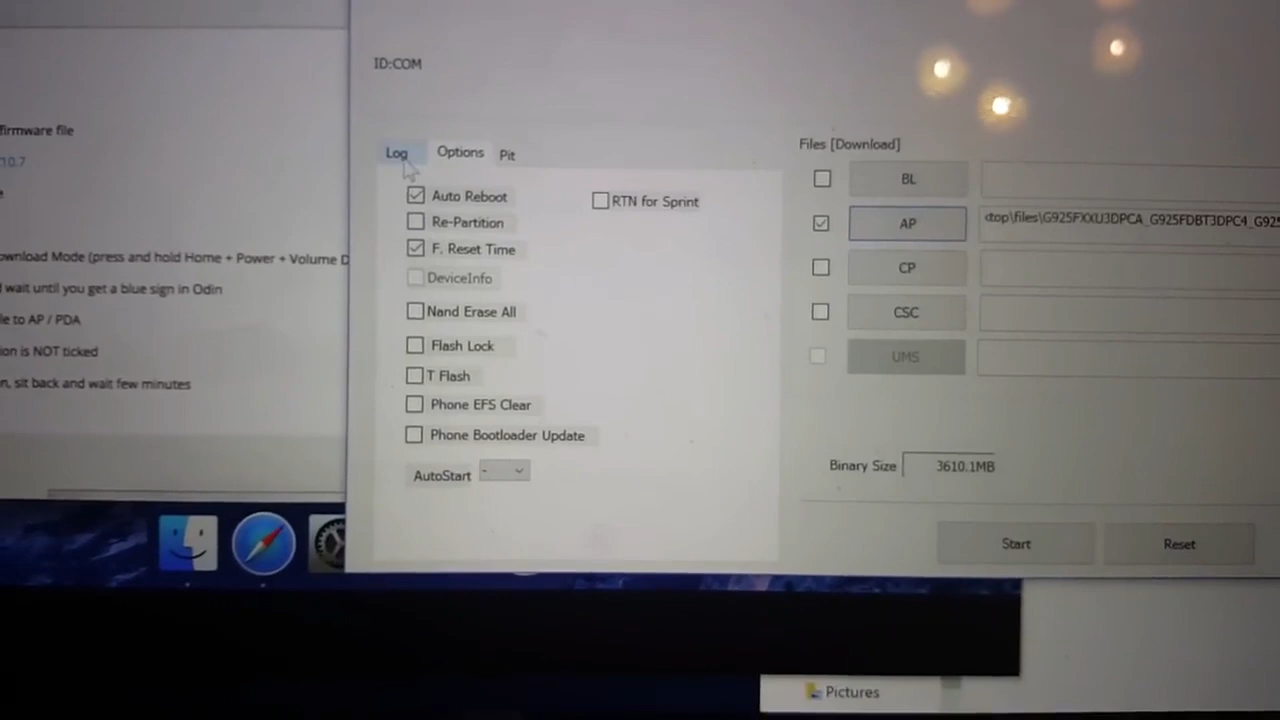 firmware file
10.7
ownload Mode (press and hold Home + Power + Volume D
wait until you get a blue sign in Odin
le to AP / PDA
ion is NOT ticked
n, sit back and wait few minutes
ID:COM
Log Options Pit
Auto Reboot
RTN for Sprint
Re-Partition
F. Reset Time
DeviceInfo
Nand Erase All
Flash Lock
T Flash
Phone EFS Clear
Phone Bootloader Update
AutoStart -
Files [Download]
BL
AP ctop\files\G925FXXU3DPCA_G925FDBT3DPC4_G92
CP
CSC
UMS
Binary Size 3610.1MB
Start Reset
Pictures